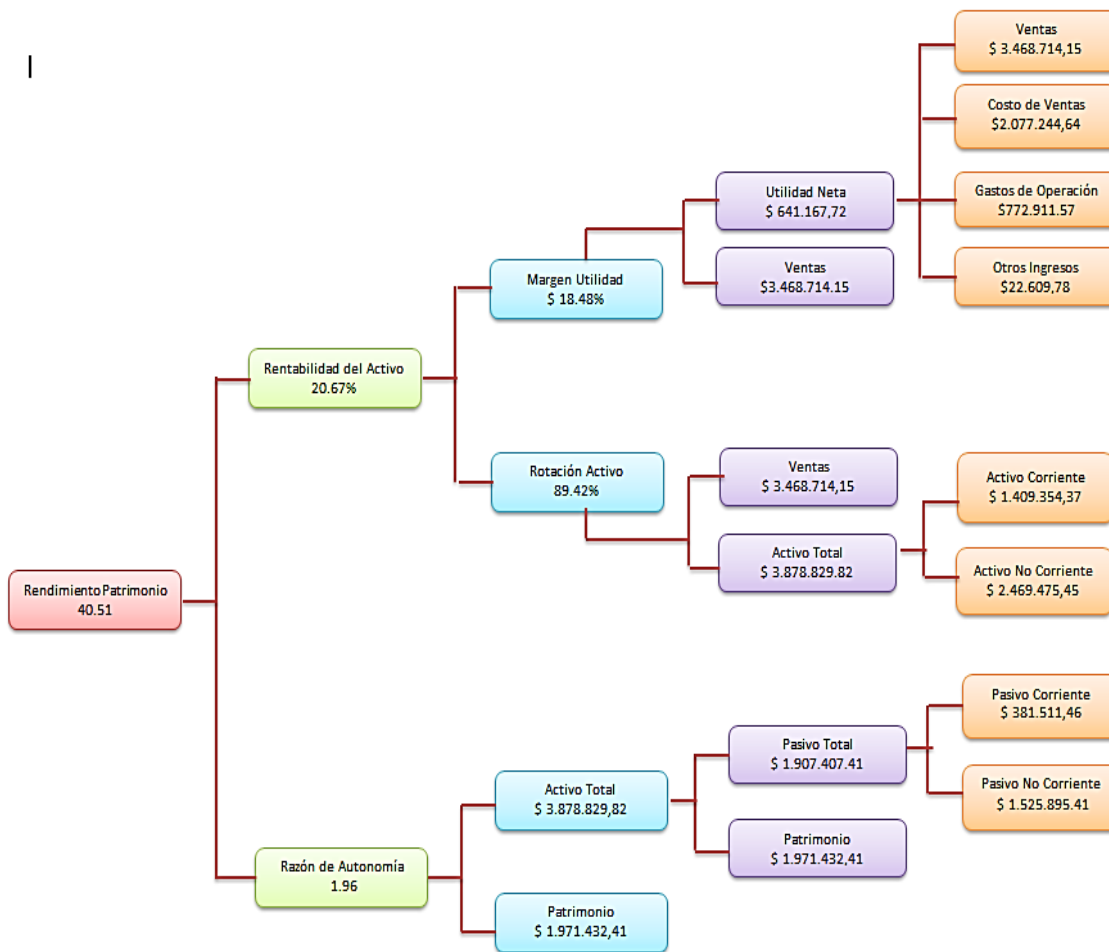 Ventas
$ 3.468.714,15
Costo de Ventas
$2.077.244,64
Utilidad Neta
$ 641.167,72
Gastos de Operación
$772.911.57
Margen Utilidad
$ 18.48%
Ventas
$3.468.714.15
Otros Ingresos
$22.609,78
Rentabilidad del Activo
20.67%
Rotación Activo
89.42%
Ventas
$ 3.468.714,15
Activo Corriente
$ 1.409.354,37
Activo Total
$ 3.878.829.82
Activo No Corriente
$ 2.469.475,45
Rendimiento Patrimonio
40.51
Pasivo Corriente
$ 381.511,46
Pasivo Total
$ 1.907.407.41
Activo Total
$ 3.878.829,82
Pasivo No Corriente
$ 1.525.895.41
Patrimonio
$ 1.971.432,41
Razón de Autonomía
1.96
Patrimonio
$ 1.971.432,41